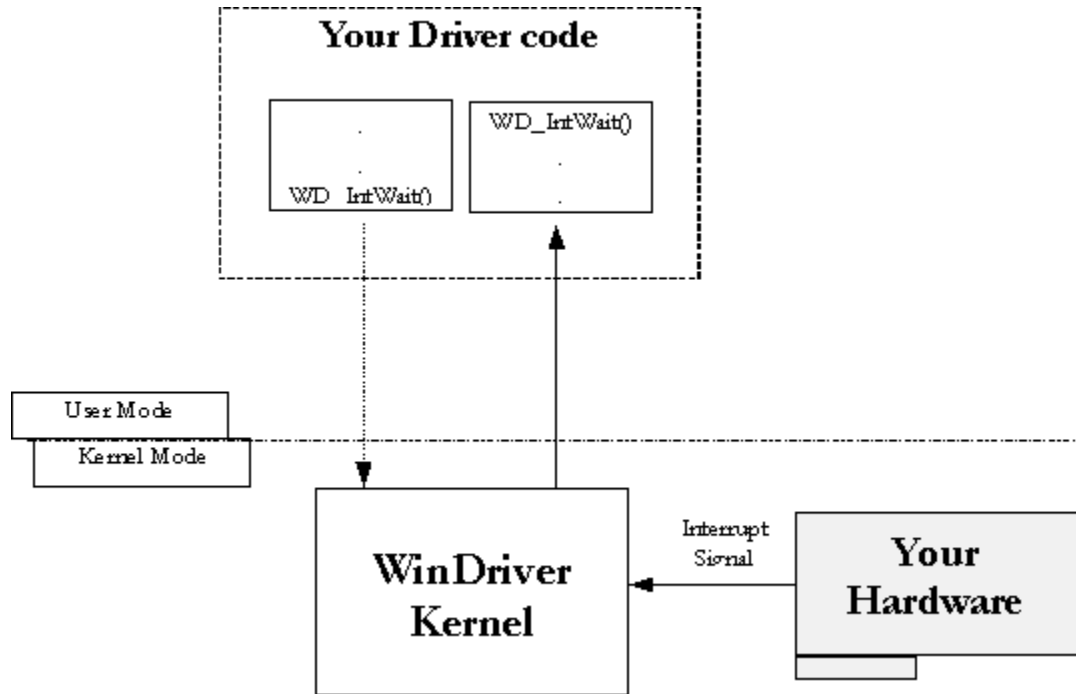 Your Driver code
.
.
WD_IntWait()
WD_IntWait()
.
.
User Mode
Kernel Mode
WinDriver
Kernel
Interrupt
Signal
Your
Hardware